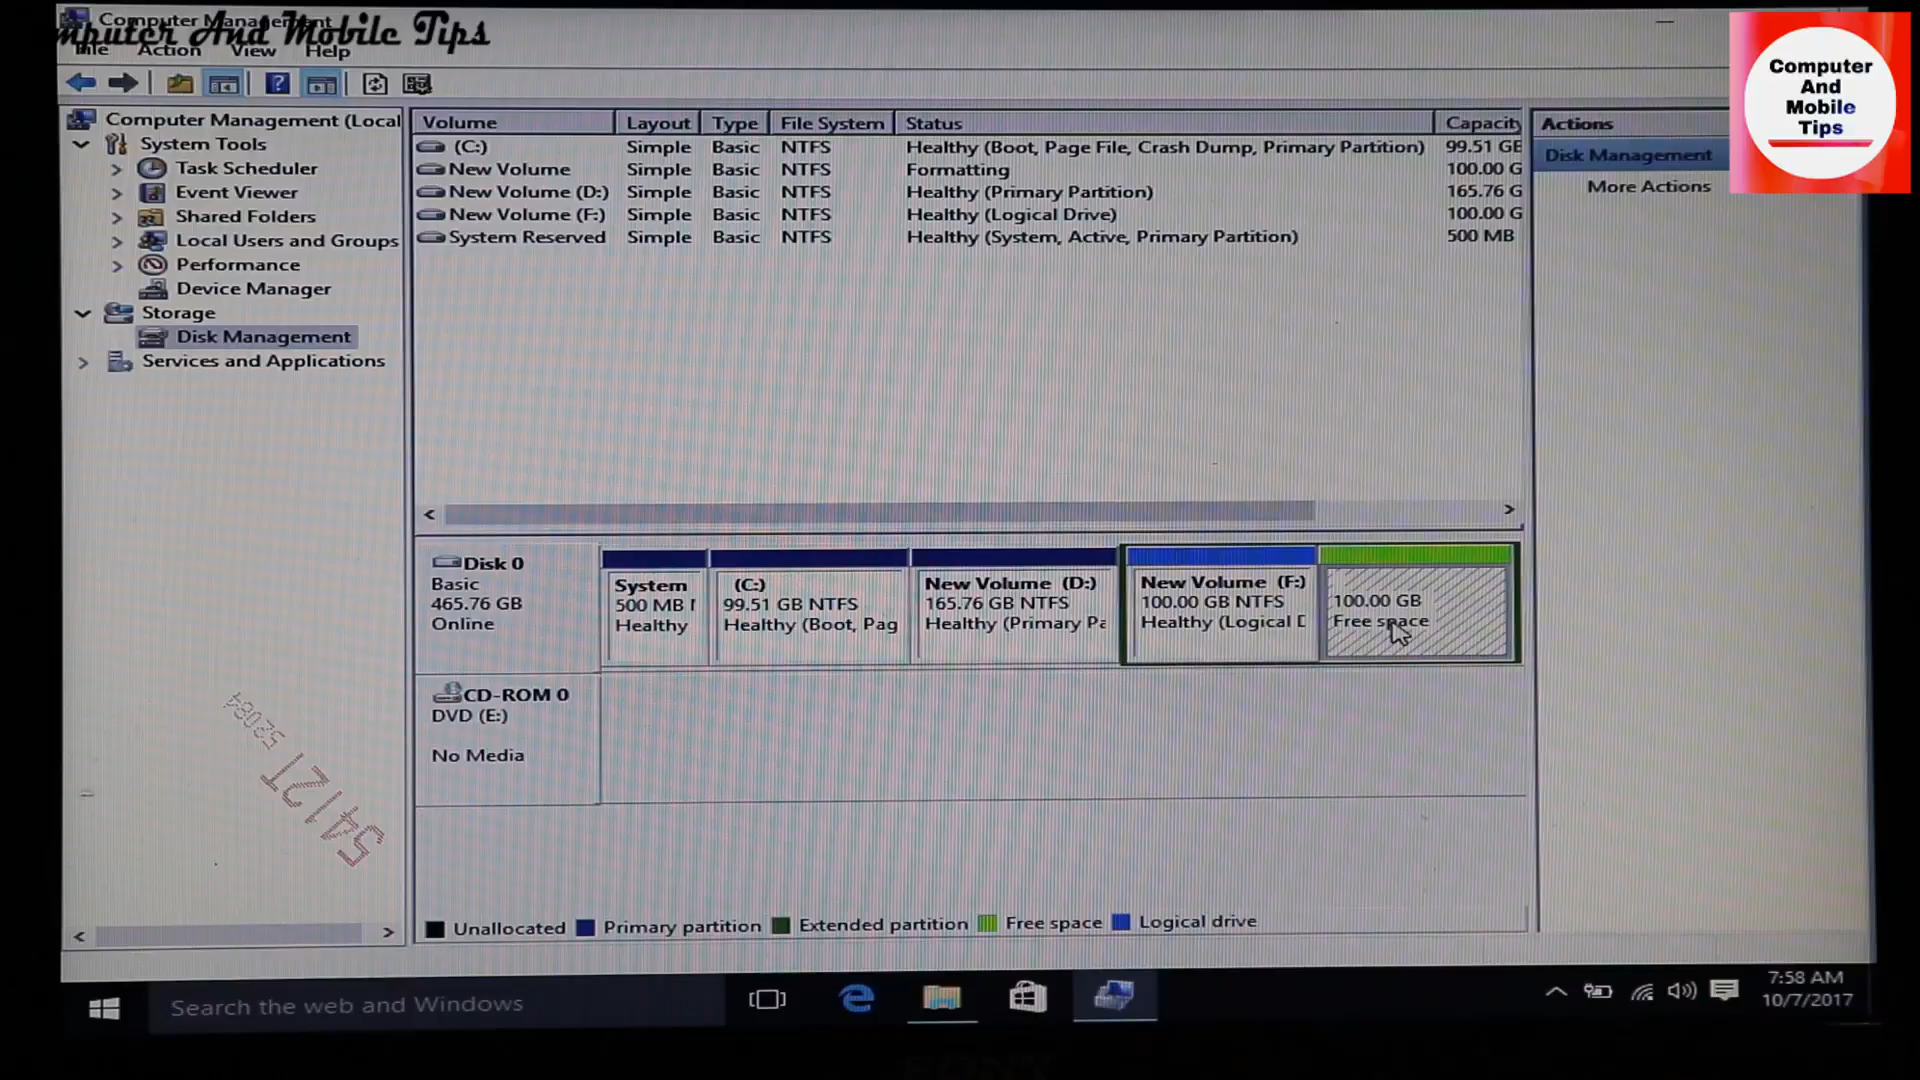 Computer Management
mputer And Mobile Tips
File Action View Help
Computer And Mobile Tips
Computer Management (Local
System Tools
Task Scheduler
Event Viewer
Shared Folders
Local Users and Groups
Performance
Device Manager
Storage
Disk Management
Services and Applications
Volume Layout Type File System Status Capacity
(C:) Simple Basic NTFS Healthy (Boot, Page File, Crash Dump, Primary Partition) 99.51 GB
New Volume Simple Basic NTFS Formatting 100.00 G
New Volume (D:) Simple Basic NTFS Healthy (Primary Partition) 165.76 G
New Volume (F:) Simple Basic NTFS Healthy (Logical Drive) 100.00 G
System Reserved Simple Basic NTFS Healthy (System, Active, Primary Partition) 500 MB
Actions
Disk Management
More Actions
Disk 0
Basic
465.76 GB
Online
System
500 MB
Healthy
(C:)
99.51 GB NTFS
Healthy (Boot, Pag
New Volume (D:)
165.76 GB NTFS
Healthy (Primary Pa
New Volume (F:)
100.00 GB NTFS
Healthy (Logical D
100.00 GB
Free space
CD-ROM 0
DVD (E:)
No Media
52084
54/21
Unallocated Primary partition Extended partition Free space Logical drive
Search the web and Windows
7:58 AM
10/7/2017
SONY